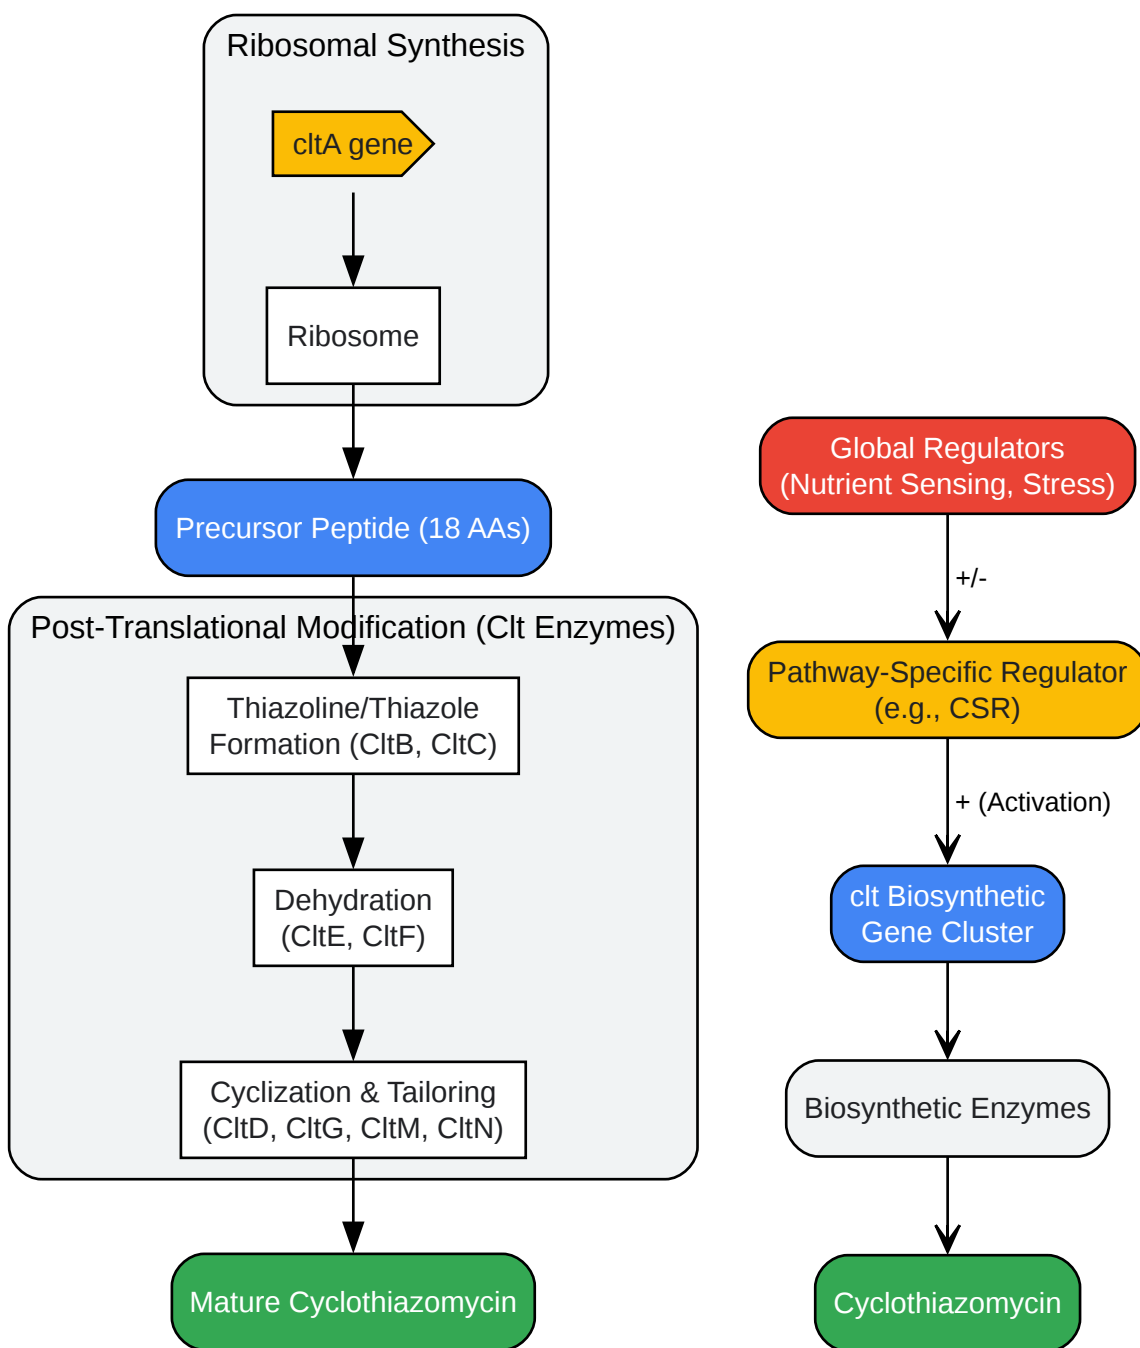 Ribosomal Synthesis
cltA gene
Ribosome
Precursor Peptide (18 AAs)
Post-Translational Modification (Clt Enzymes)
Thiazoline/Thiazole
Formation (CltB, CltC)
Dehydration
(CltE, CltF)
Cyclization & Tailoring
(CltD, CltG, CltM, CltN)
Mature Cyclothiazomycin
Global Regulators
(Nutrient Sensing, Stress)
+/-
Pathway-Specific Regulator
(e.g., CSR)
+ (Activation)
clt Biosynthetic
Gene Cluster
Biosynthetic Enzymes
Cyclothiazomycin